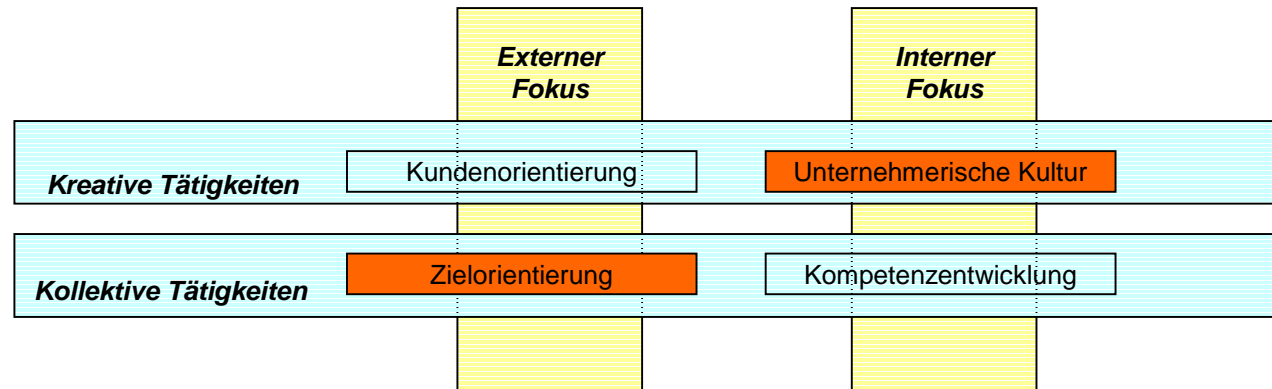 Externer
Fokus
Interner
Fokus
Kreative Tätigkeiten
Kundenorientierung
Unternehmerische Kultur
Kollektive Tätigkeiten
Zielorientierung
Kompetenzentwicklung